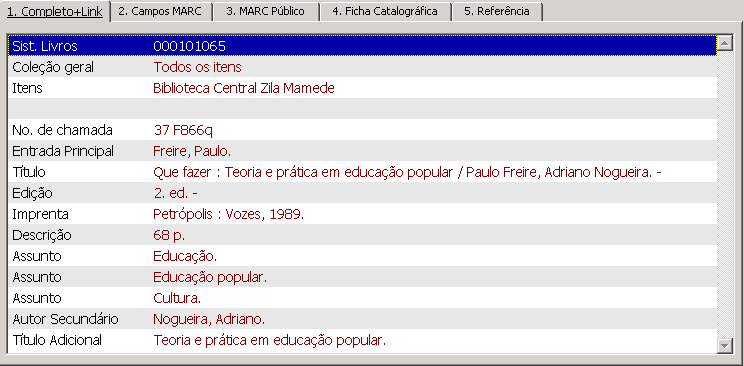 1. Completo+Link 2. Campos MARC 3. MARC Público 4. Ficha Catalográfica 5. Referência
Sist. Livros 000101065
Coleção geral Todos os itens
Itens Biblioteca Central Zila Mamede
No. de chamada 37 F866q
Entrada Principal Freire, Paulo.
Título Que fazer : Teoria e prática em educação popular / Paulo Freire, Adriano Nogueira. -
Edição 2. ed. -
Imprenta Petrópolis : Vozes, 1989.
Descrição 68 p.
Assunto Educação.
Assunto Educação popular.
Assunto Cultura.
Autor Secundário Nogueira, Adriano.
Título Adicional Teoria e prática em educação popular.